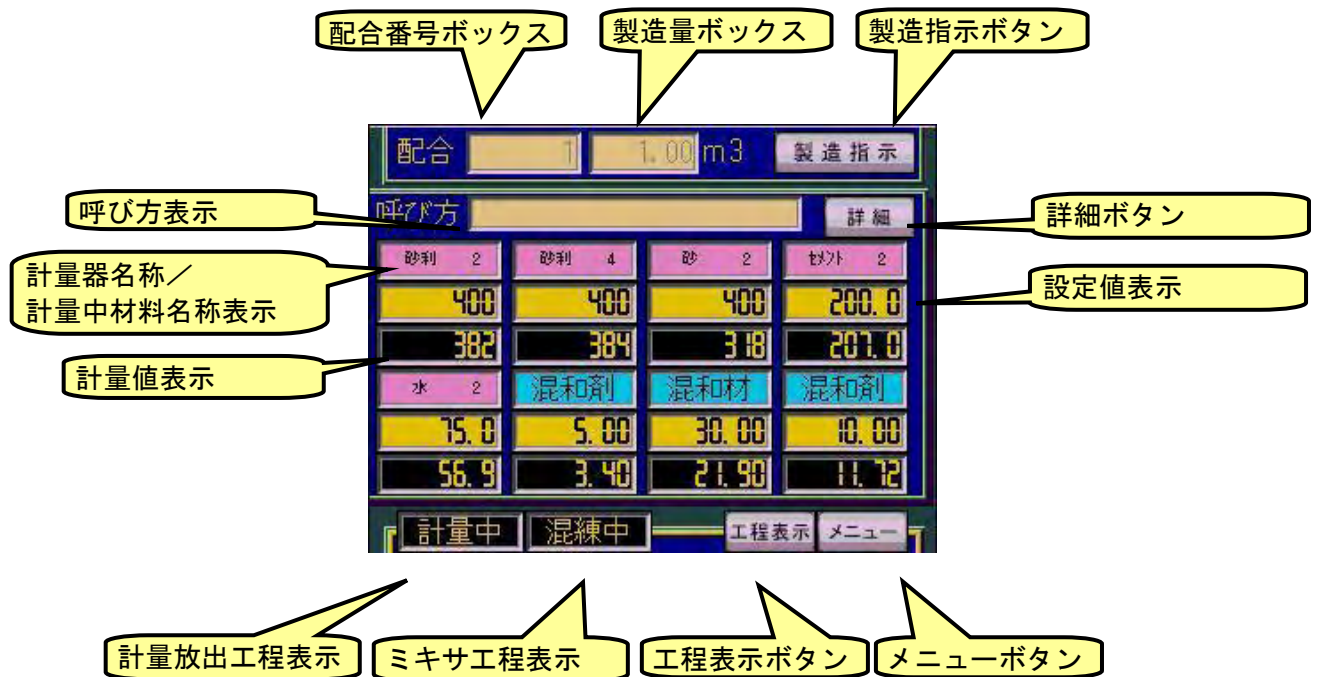 配合番号ボックス
製造量ボックス
製造指示ボタン
配合 1 1.00 m3 製造指示
呼び方表示
呼び方 詳細
詳細ボタン
計量器名称／
計量中材料名称表示
砂利 2 砂利 4 砂 2 ｾﾒﾝﾄ 2
設定値表示
400 400 400 200.0
382 384 318 207.0
計量値表示
水 2 混和剤 混和材 混和剤
75.0 5.00 30.00 10.00
56.9 3.40 21.90 11.72
計量中 混練中 工程表示 メニュー
計量放出工程表示
ミキサ工程表示
工程表示ボタン
メニューボタン